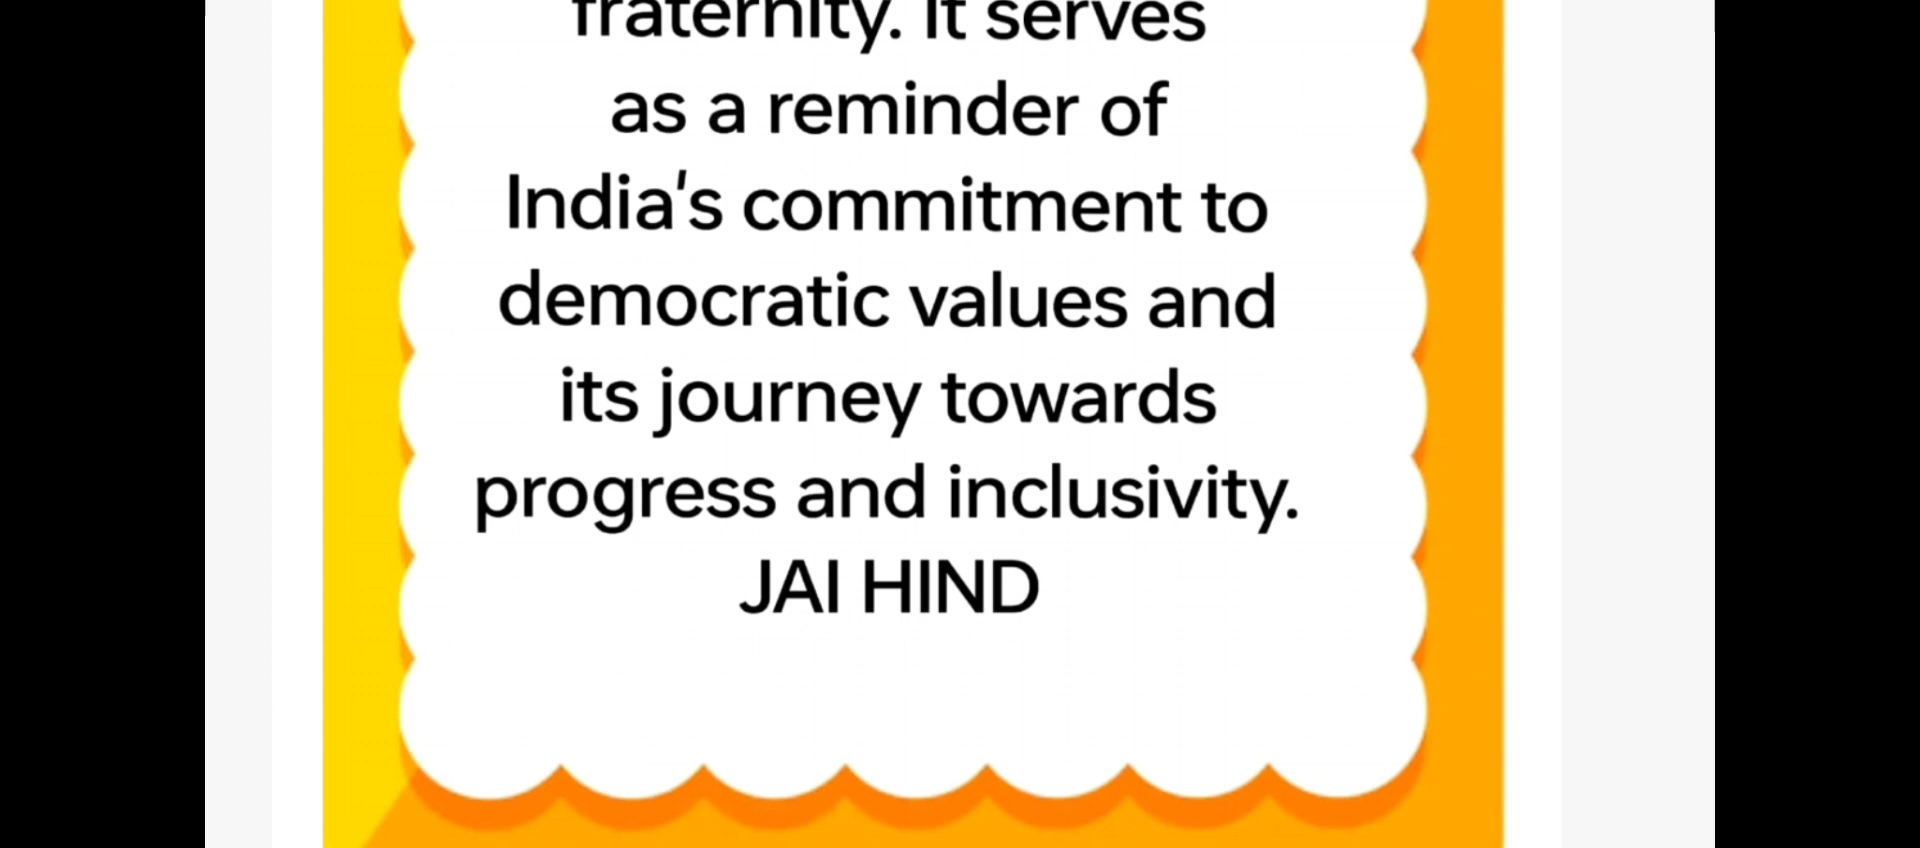 fraternity. It serves
as a reminder of
India's commitment to
democratic values and
its journey towards
progress and inclusivity.
JAI HIND